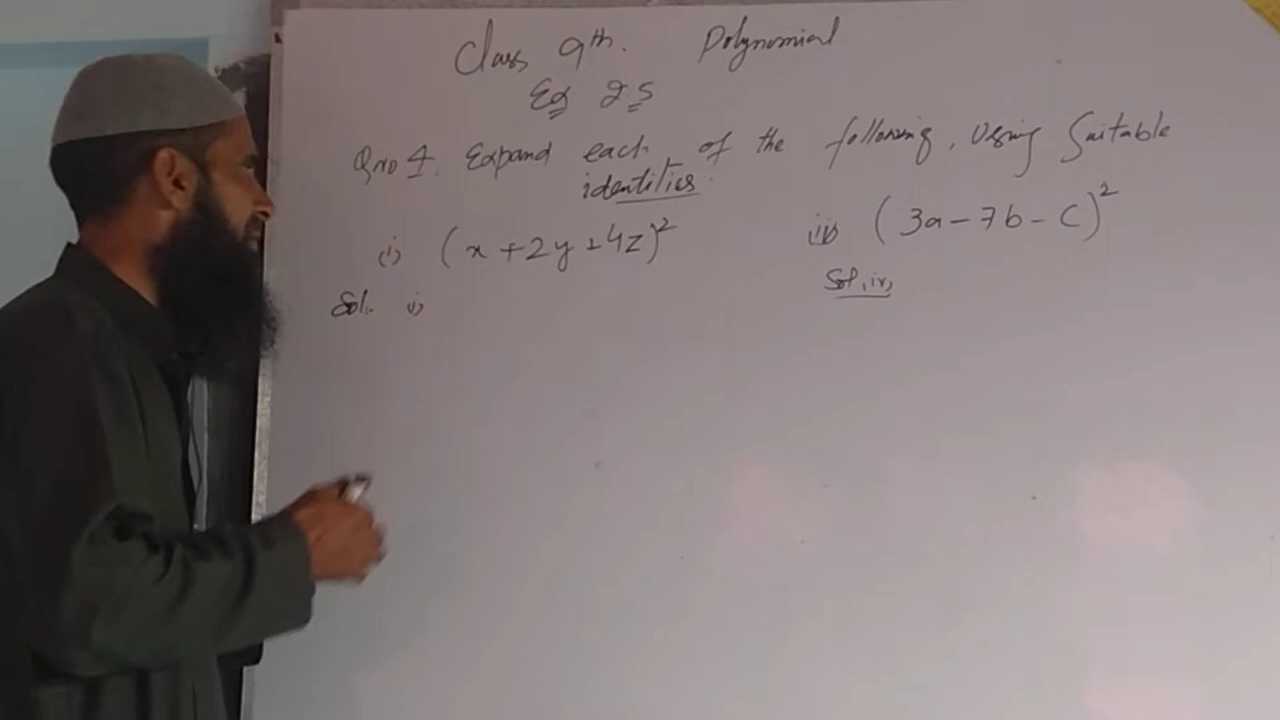 Class 9th. Polynomial
Ex 2.5
Qno 4. Expand each of the following, Using Suitable
identities.
(i) (x + 2y + 4z)² (iv) (3a - 7b - c)²
Sol. (i) Sol. iv)